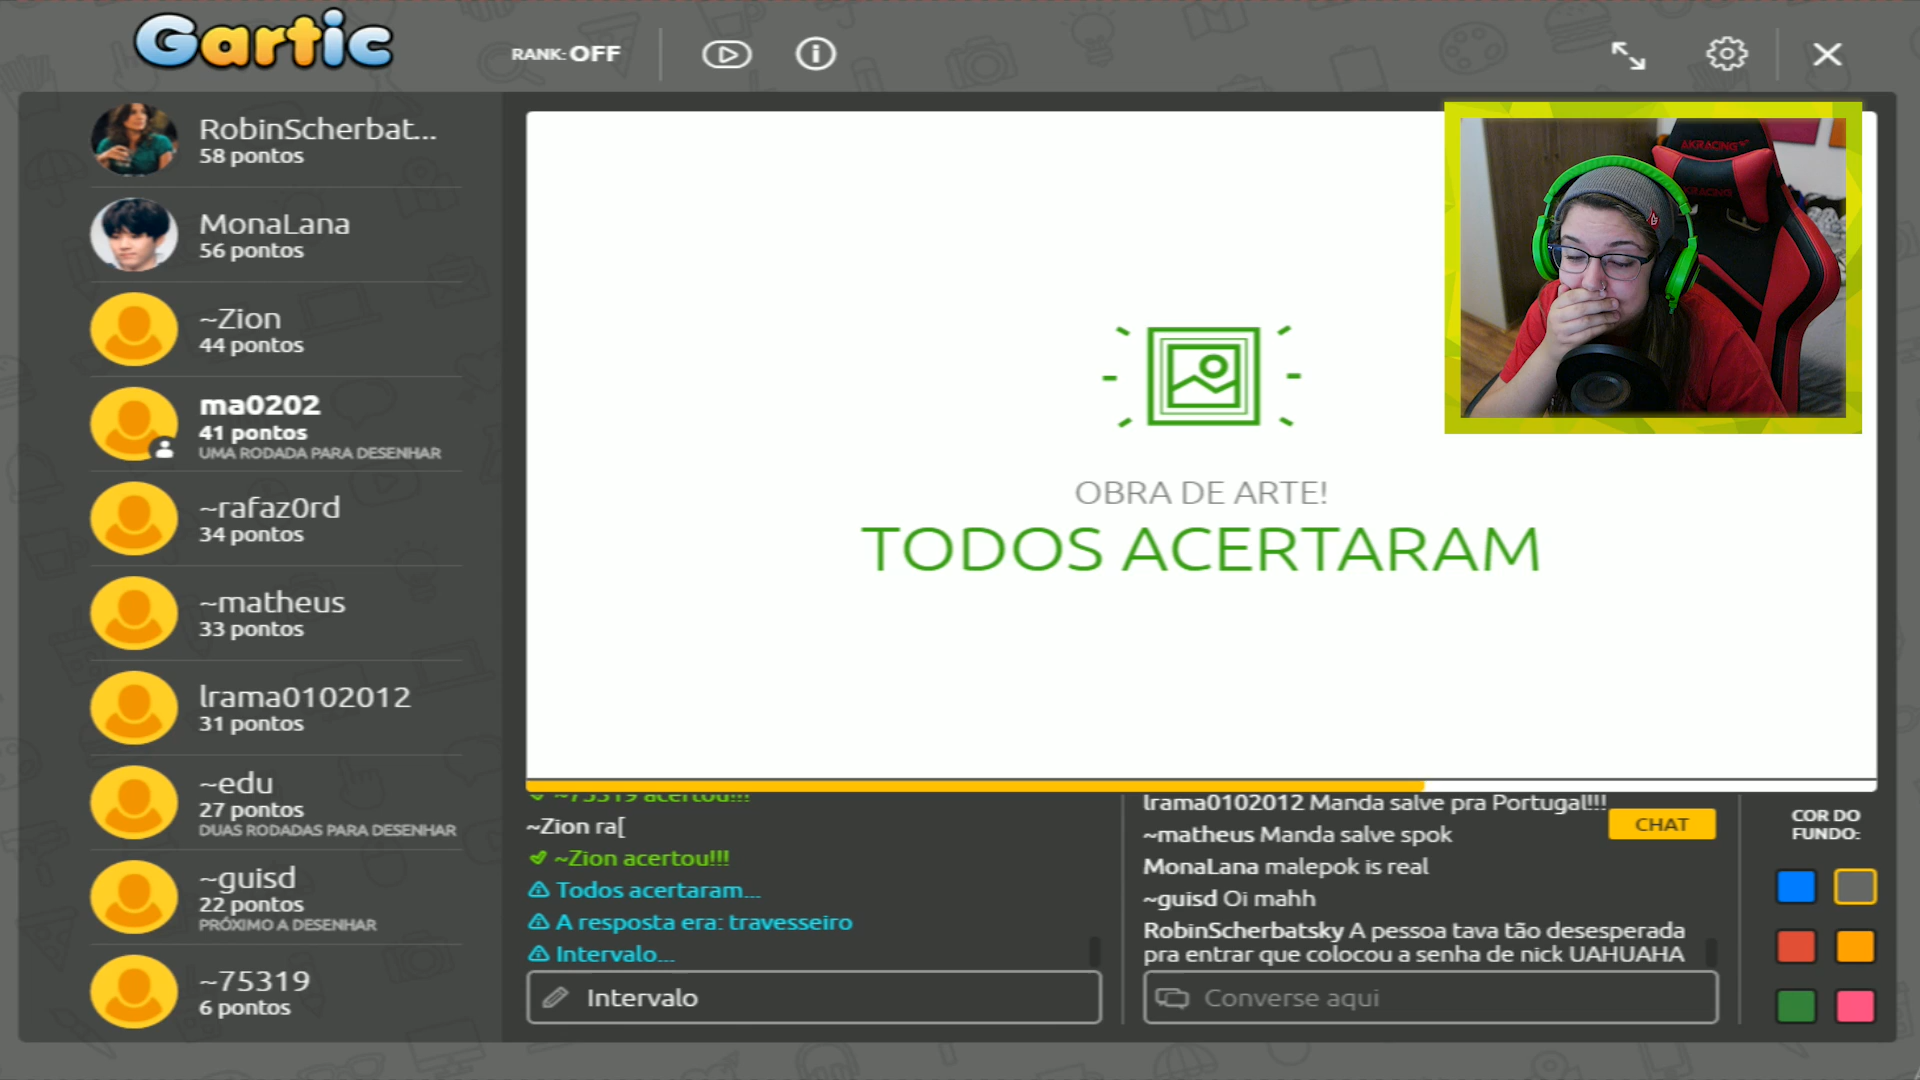 Gartic
RANK: OFF
RobinScherbat...
58 pontos
MonaLana
56 pontos
~Zion
44 pontos
ma0202
41 pontos
UMA RODADA PARA DESENHAR
~rafaz0rd
34 pontos
~matheus
33 pontos
lrama0102012
31 pontos
~edu
27 pontos
DUAS RODADAS PARA DESENHAR
~guisd
22 pontos
PRÓXIMO A DESENHAR
~75319
6 pontos
AKRACING
OBRA DE ARTE!
TODOS ACERTARAM
~75319 acertou!!!
~Zion ra[
~Zion acertou!!!
Todos acertaram...
A resposta era: travesseiro
Intervalo...
Intervalo
lrama0102012 Manda salve pra Portugal!!!
~matheus Manda salve spok
MonaLana malepok is real
~guisd Oi mahh
RobinScherbatsky A pessoa tava tão desesperada
pra entrar que colocou a senha de nick UAHUAHA
CHAT
Converse aqui
COR DO
FUNDO: